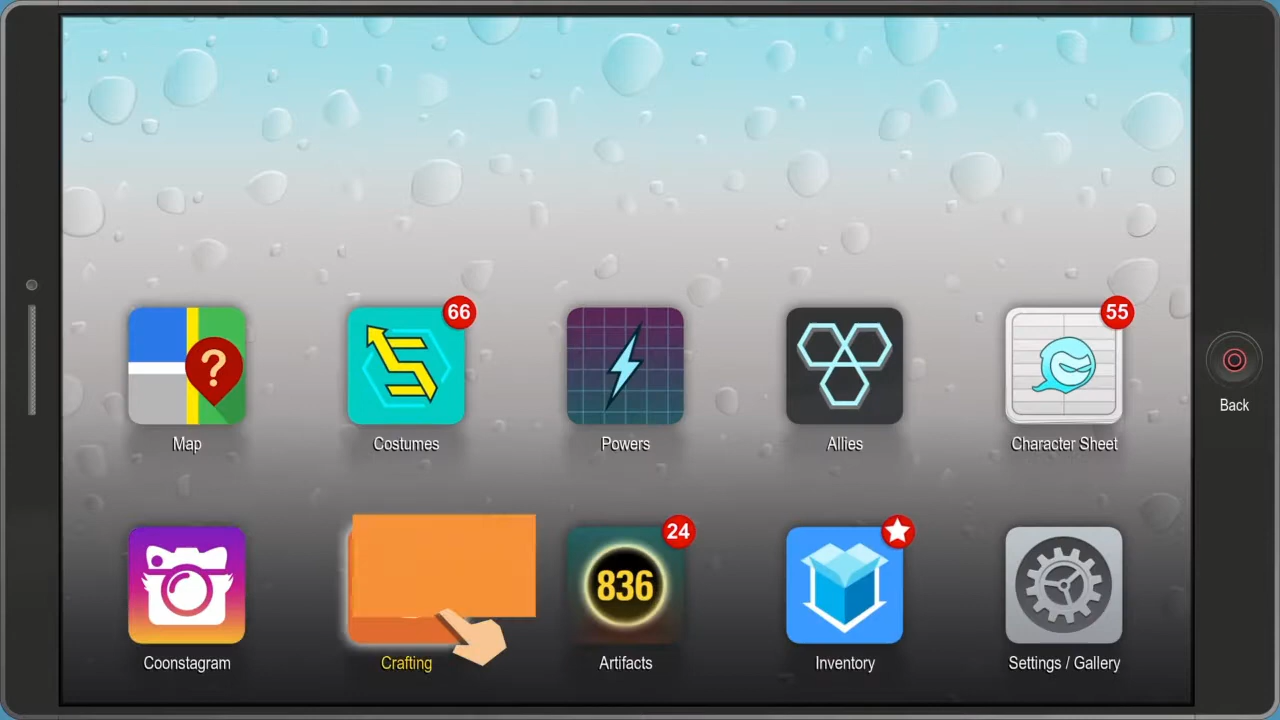 66
55
?
Map
Costumes
Powers
Allies
Character Sheet
Back
24
836
Coonstagram
Crafting
Artifacts
Inventory
Settings / Gallery